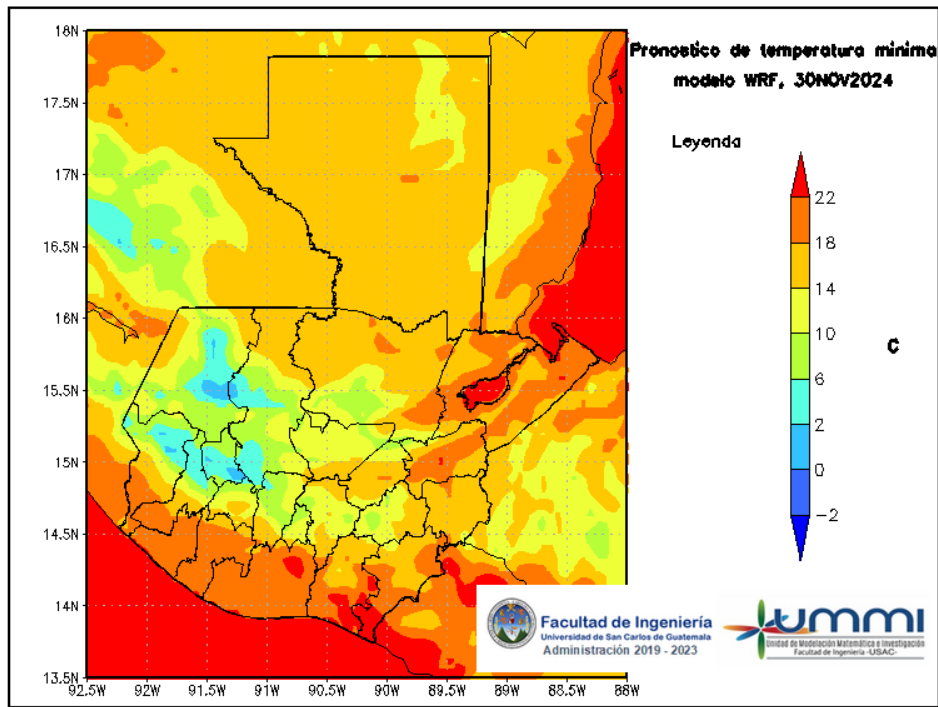 Pronostico de temperatura minima
modelo WRF, 30NOV2024
Leyenda
22
18
14
10
6
2
0
−2
C
18N
17.5N
17N
16.5N
16N
15.5N
15N
14.5N
14N
13.5N
92.5W
92W
91.5W
91W
90.5W
90W
89.5W
89W
88.5W
88W
Facultad de Ingeniería
Universidad de San Carlos de Guatemala
Administración 2019 - 2023
ummi
Unidad de Modelación Matemática e Investigación
Facultad de Ingeniería -USAC-